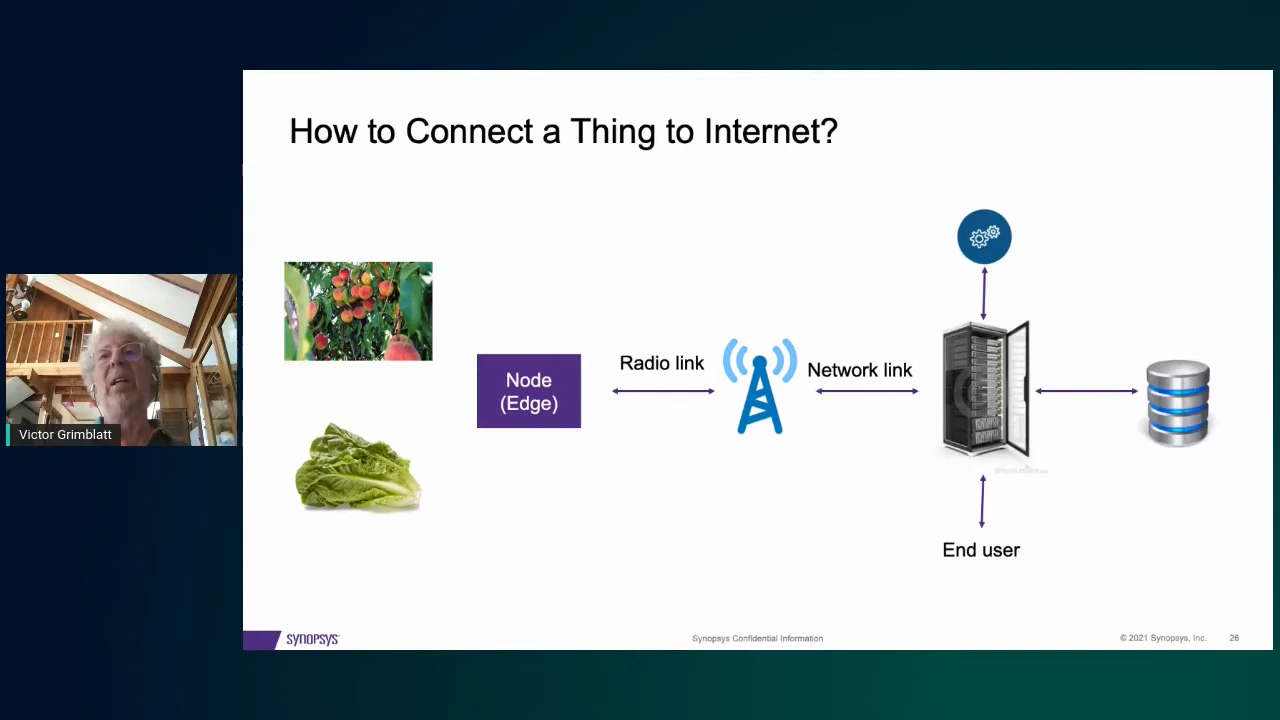 How to Connect a Thing to Internet?
Node
(Edge)
Radio link
Network link
End user
Victor Grimblatt
SYNOPSYS
Synopsys Confidential Information
© 2021 Synopsys, Inc.
26